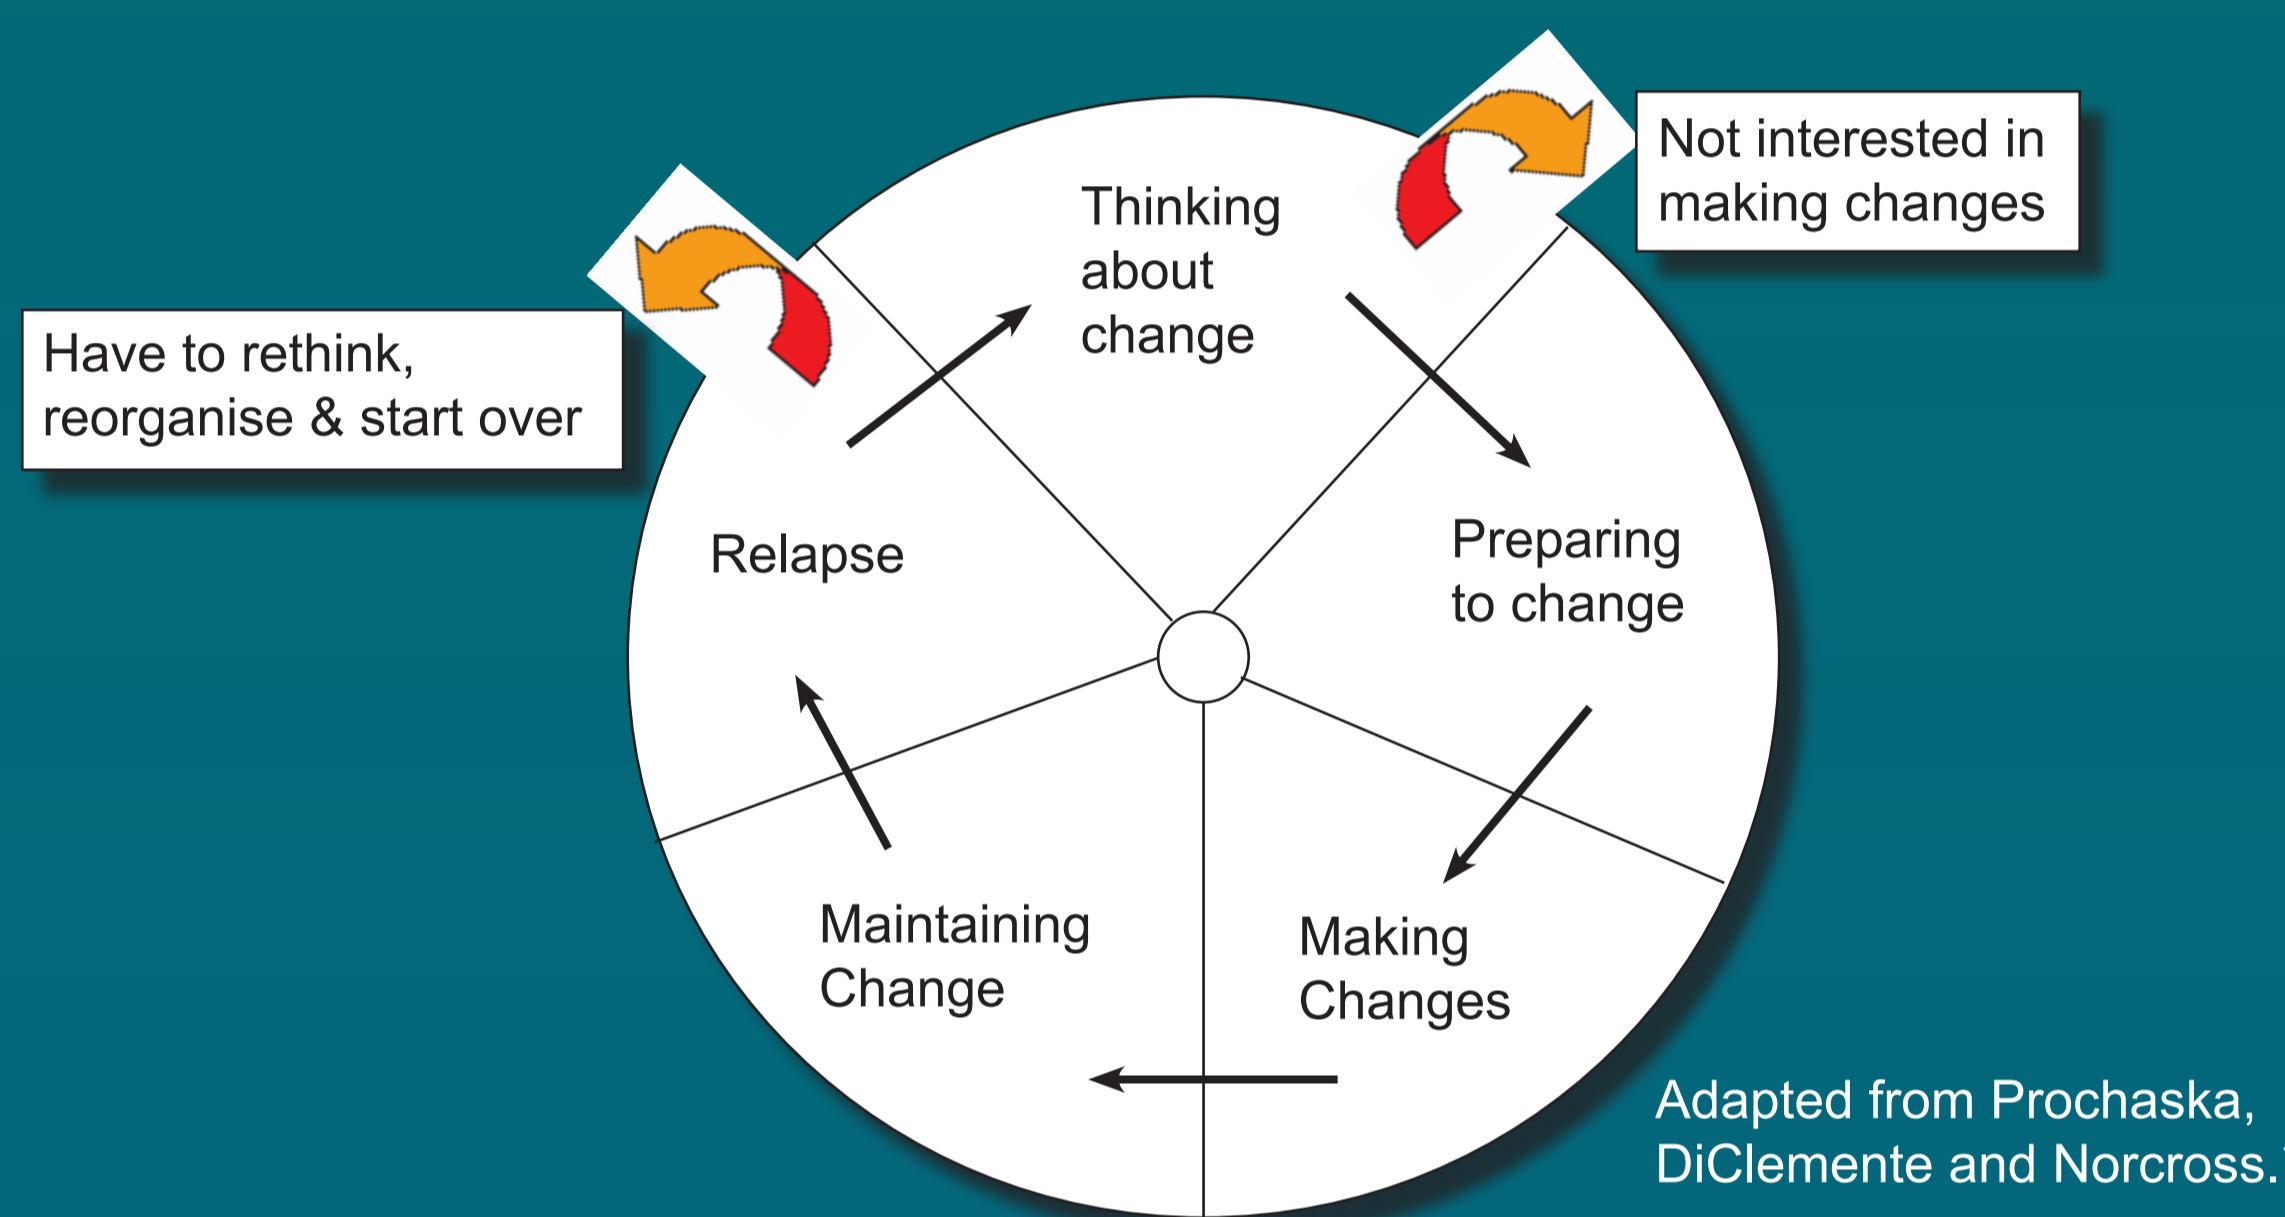 Not interested in
making changes
Thinking
about
change
Have to rethink,
reorganise & start over
Relapse
Preparing
to change
Maintaining
Change
Making
Changes
Adapted from Prochaska,
DiClemente and Norcross.